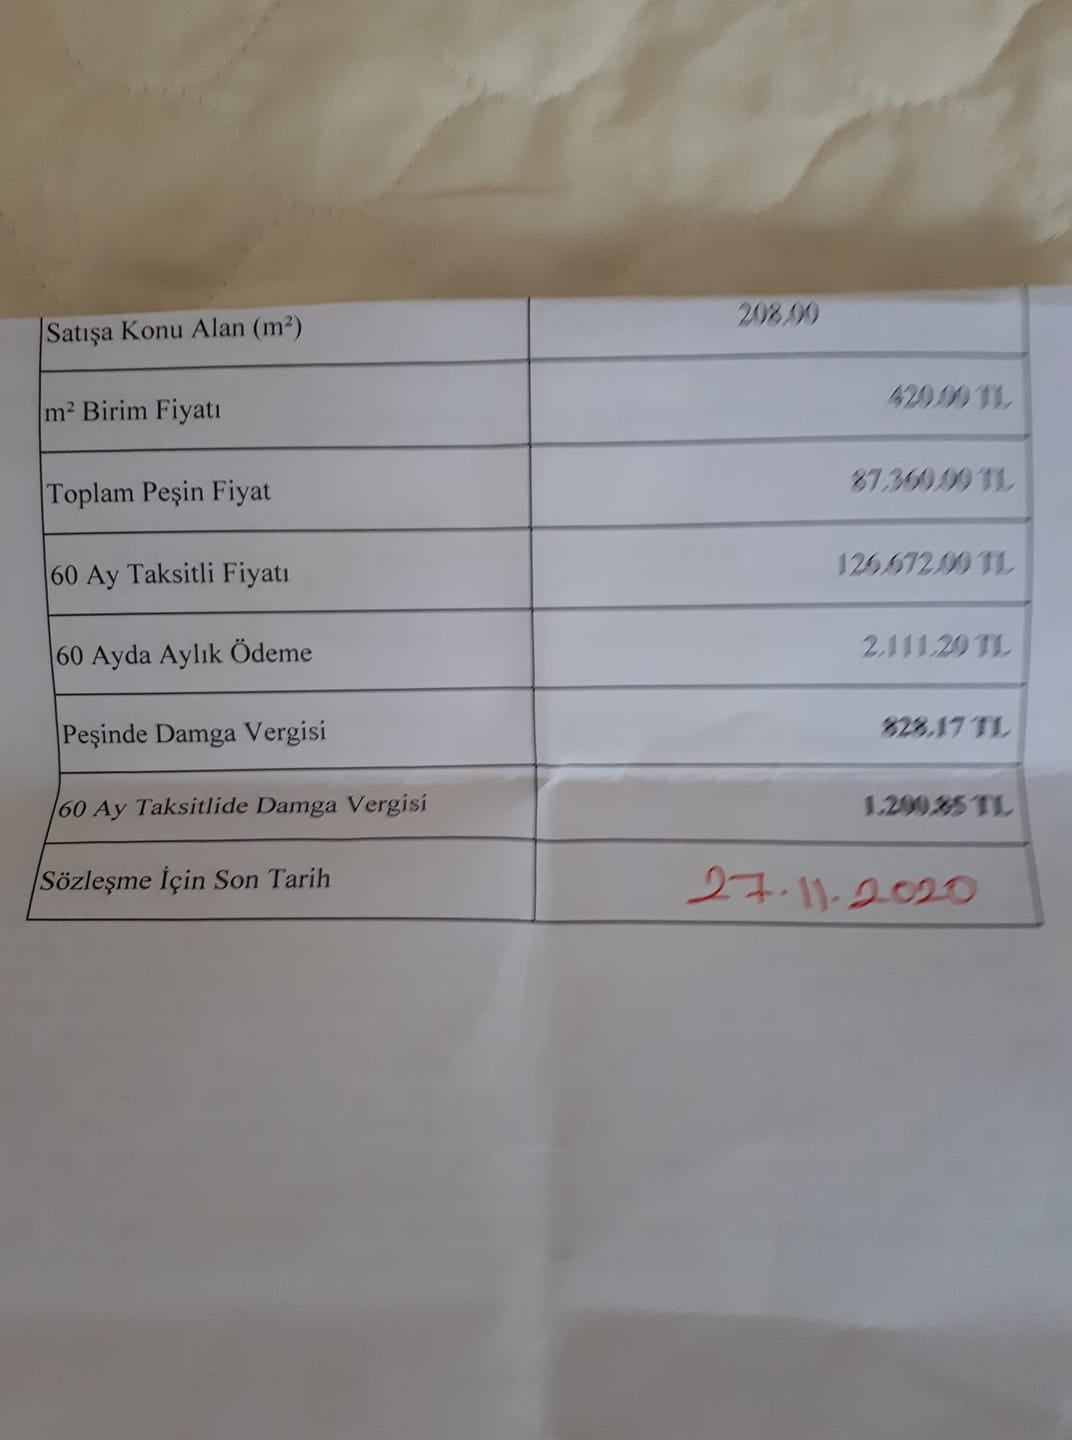 Satışa Konu Alan (m²) 208,00
m² Birim Fiyatı 420,00 TL
Toplam Peşin Fiyat 87.360,00 TL
60 Ay Taksitli Fiyatı 126.672,00 TL
60 Ayda Aylık Ödeme 2.111,20 TL
Peşinde Damga Vergisi 828,17 TL
60 Ay Taksitlide Damga Vergisi 1.200,85 TL
Sözleşme İçin Son Tarih 27.11.2020